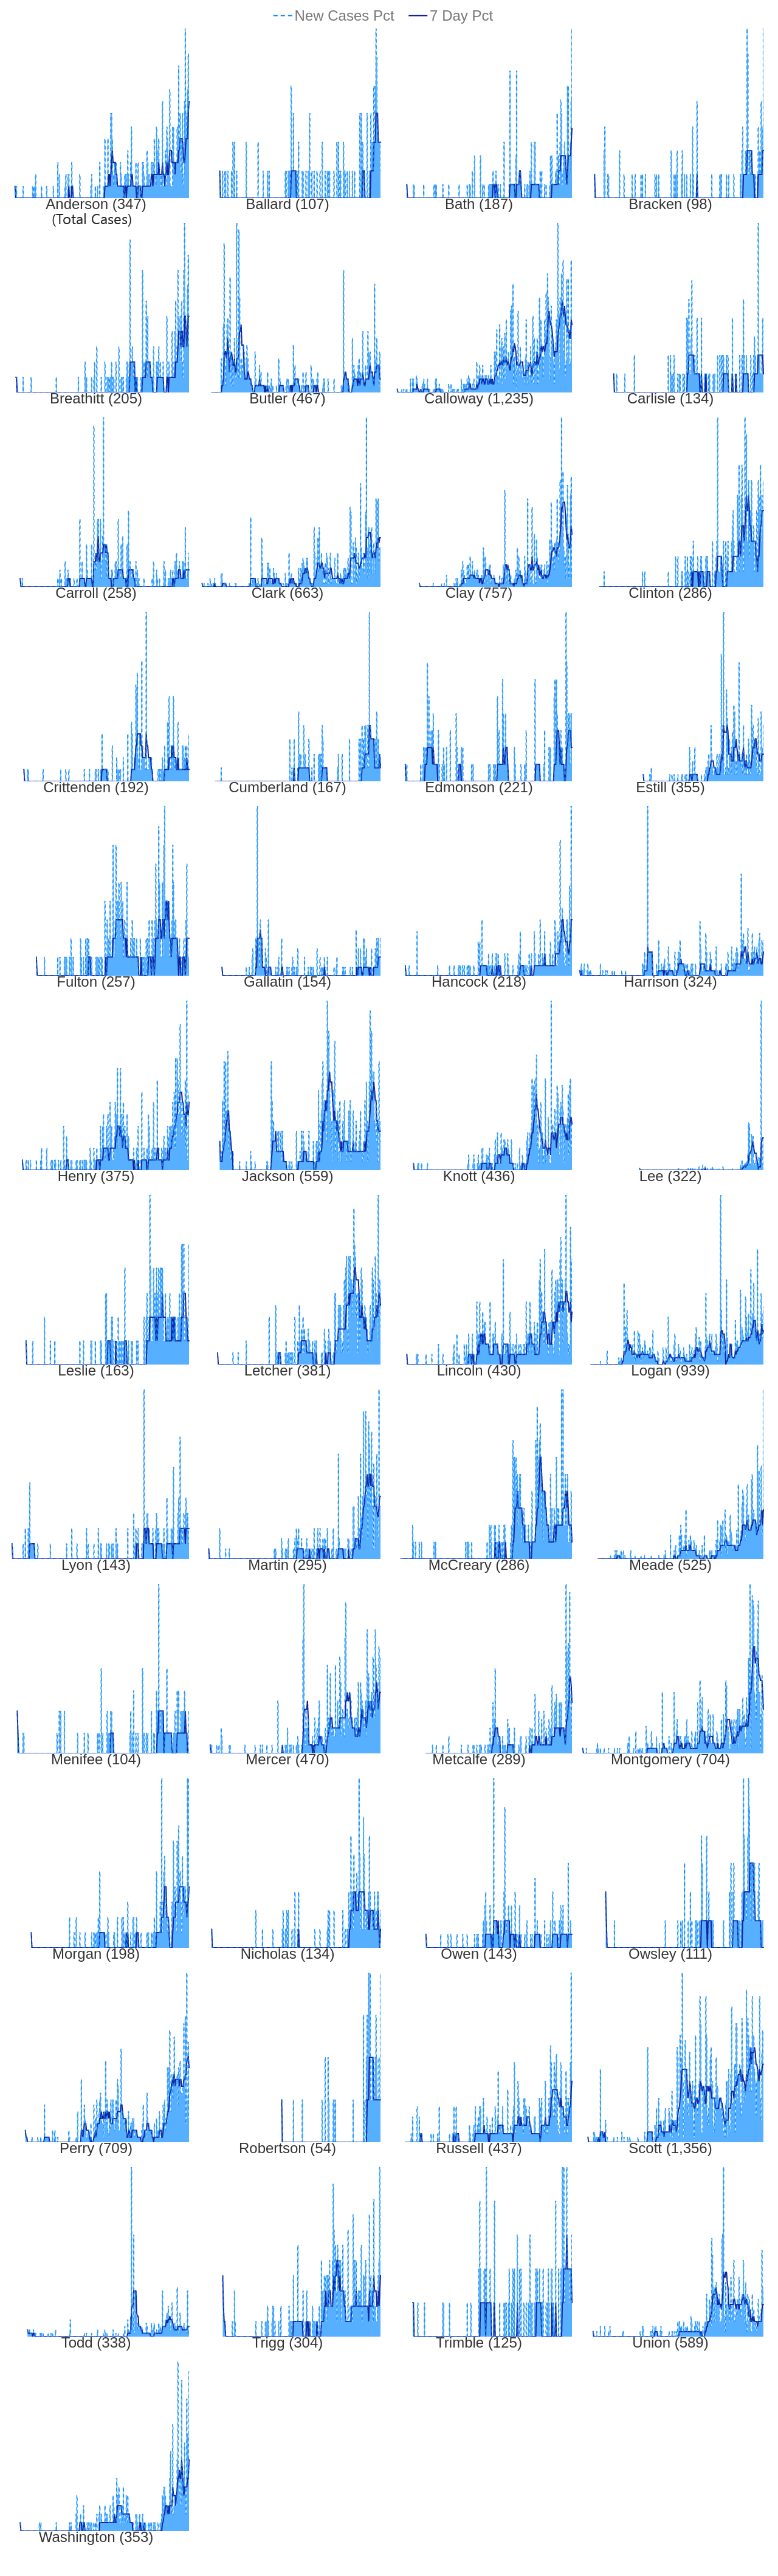 New Cases Pct 7 Day Pct
Anderson (347) Ballard (107) Bath (187) Bracken (98)
(Total Cases)
Breathitt (205) Butler (467) Calloway (1,235) Carlisle (134)
Carroll (258) Clark (663) Clay (757) Clinton (286)
Crittenden (192) Cumberland (167) Edmonson (221) Estill (355)
Fulton (257) Gallatin (154) Hancock (218) Harrison (324)
Henry (375) Jackson (559) Knott (436) Lee (322)
Leslie (163) Letcher (381) Lincoln (430) Logan (939)
Lyon (143) Martin (295) McCreary (286) Meade (525)
Menifee (104) Mercer (470) Metcalfe (289) Montgomery (704)
Morgan (198) Nicholas (134) Owen (143) Owsley (111)
Perry (709) Robertson (54) Russell (437) Scott (1,356)
Todd (338) Trigg (304) Trimble (125) Union (589)
Washington (353)